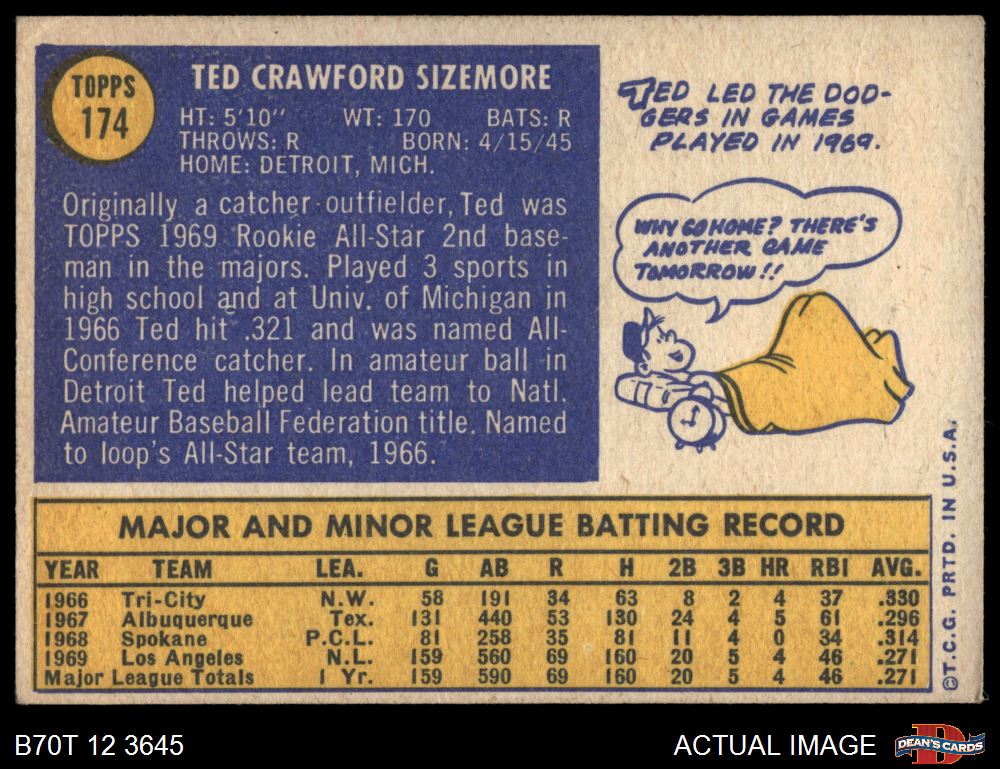 TOPPS
174
TED CRAWFORD SIZEMORE
HT: 5'10" WT: 170 BATS: R
THROWS: R BORN: 4/15/45
HOME: DETROIT, MICH.
Originally a catcher-outfielder, Ted was
TOPPS 1969 Rookie All-Star 2nd base-
man in the majors. Played 3 sports in
high school and at Univ. of Michigan in
1966 Ted hit .321 and was named All-
Conference catcher. In amateur ball in
Detroit Ted helped lead team to Natl.
Amateur Baseball Federation title. Named
to loop's All-Star team, 1966.
TED LED THE DOD-
GERS IN GAMES
PLAYED IN 1969.
WHY GO HOME? THERE'S
ANOTHER GAME
TOMORROW!!
MAJOR AND MINOR LEAGUE BATTING RECORD
YEAR TEAM LEA. G AB R H 2B 3B HR RBI AVG.
1966 Tri-City N.W. 58 191 34 63 8 2 4 37 .330
1967 Albuquerque Tex. 131 440 53 130 24 4 5 61 .296
1968 Spokane P.C.L. 81 258 35 81 11 4 0 34 .314
1969 Los Angeles N.L. 159 560 69 160 20 5 4 46 .271
Major League Totals 1 Yr. 159 590 69 160 20 5 4 46 .271
©T.C.G. PRTD. IN U.S.A.
B70T 12 3645
ACTUAL IMAGE
D
DEAN'S CARDS